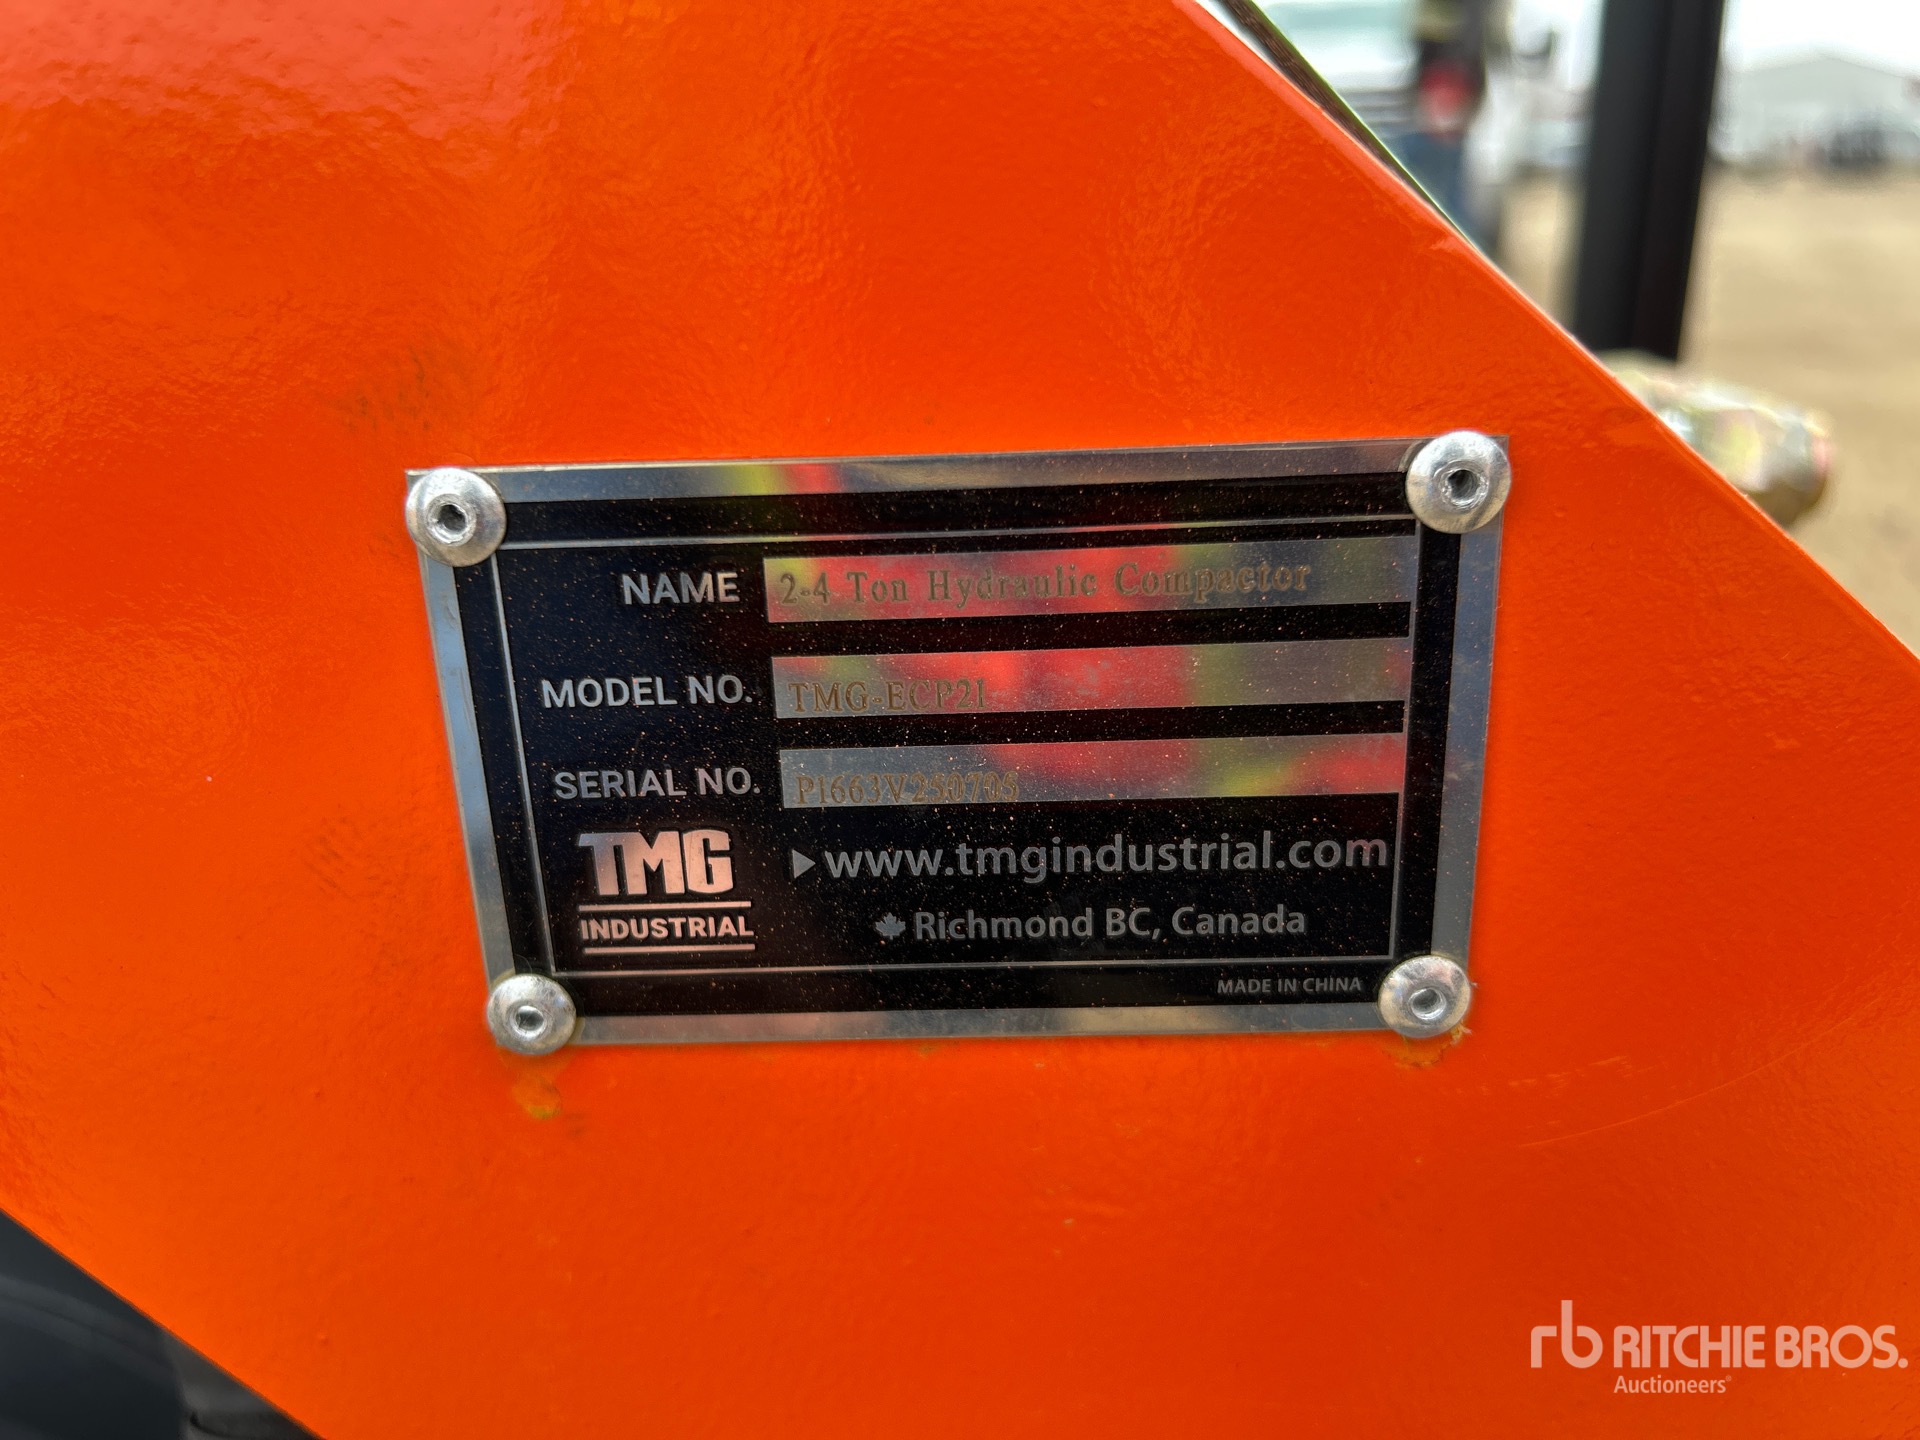 NAME 2-4 Ton Hydraulic Compactor
MODEL NO. TMG-ECP21
SERIAL NO. P1663V250705
TMG
INDUSTRIAL
www.tmgindustrial.com
Richmond BC, Canada
MADE IN CHINA
rb RITCHIE BROS.
Auctioneers